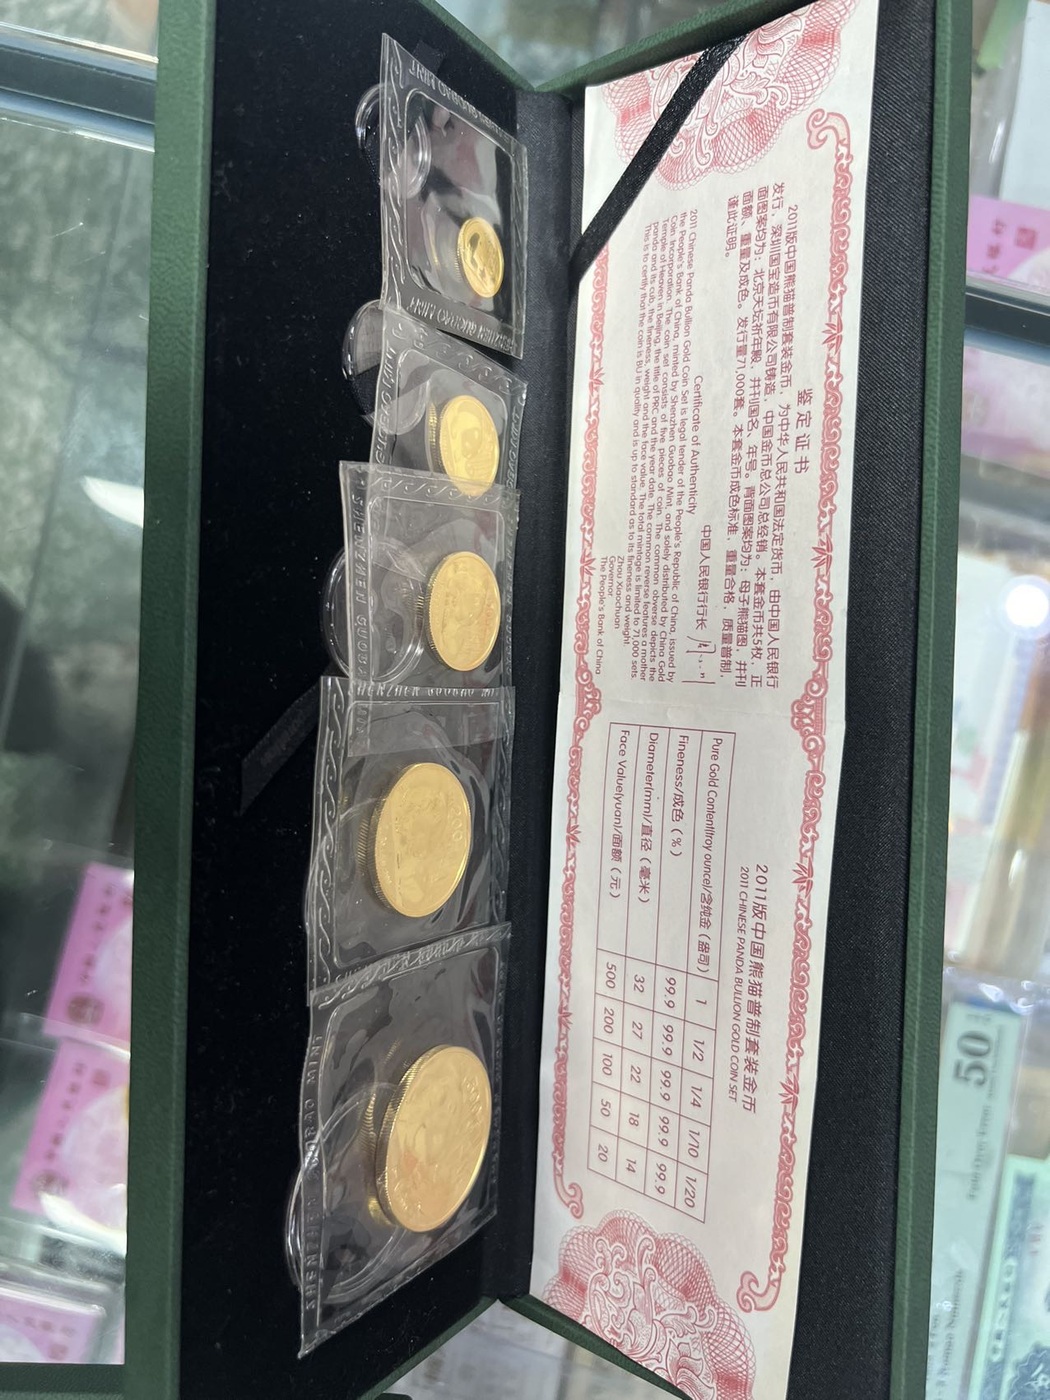 鉴定证书
2011版中国熊猫普制套装金币，为中华人民共和国法定货币，由中国人民银行
发行，深圳国宝造币有限公司铸造，中国金币总公司总经销。本套金币共5枚，正
面图案均为：北京天坛祈年殿，并刊国名、年号。背面图案均为：母子熊猫图，并刊
面额、重量及成色。发行量71,000套。本套金币成色标准，重量合格，质量普制，
谨此证明。
中国人民银行行长
Certificate of Authenticity
2011 Chinese Panda Bullion Gold Coin Set is legal tender of the People's Republic of China, issued by
the People's Bank of China, minted by Shenzhen Guobao Mint, and solely distributed by China Gold
Coin Incorporation. The coin set consists of five pieces of coin. The common obverse depicts the
Temple of Heaven in Beijing, the title of PRC and the year date. The common reverse features a mother
panda and its cub, the fineness, weight and the face value. The total mintage is limited to 71,000 sets.
This is to certify that the coin is BU in quality and is up to standard as to its fineness and weight.
Zhou Xiaochuan
Governor
The People's Bank of China
2011版中国熊猫普制套装金币
2011 CHINESE PANDA BULLION GOLD COIN SET
Pure Gold Content(troy ounce)/含纯金（盎司） 1 1/2 1/4 1/10 1/20
Fineness/成色（%） 99.9 99.9 99.9 99.9 99.9
Diameter(mm)/直径（毫米） 32 27 22 18 14
Face Value(yuan)/面额（元） 500 200 100 50 20
50